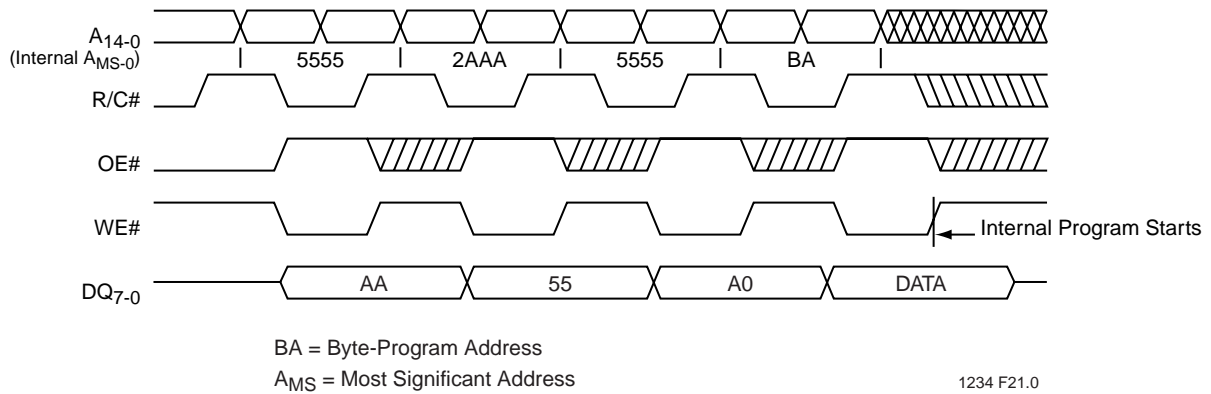 A14-0
(Internal AMS-0)
5555 2AAA 5555 BA
R/C#
OE#
WE#
Internal Program Starts
DQ7-0
AA 55 A0 DATA
BA = Byte-Program Address
AMS = Most Significant Address
1234 F21.0